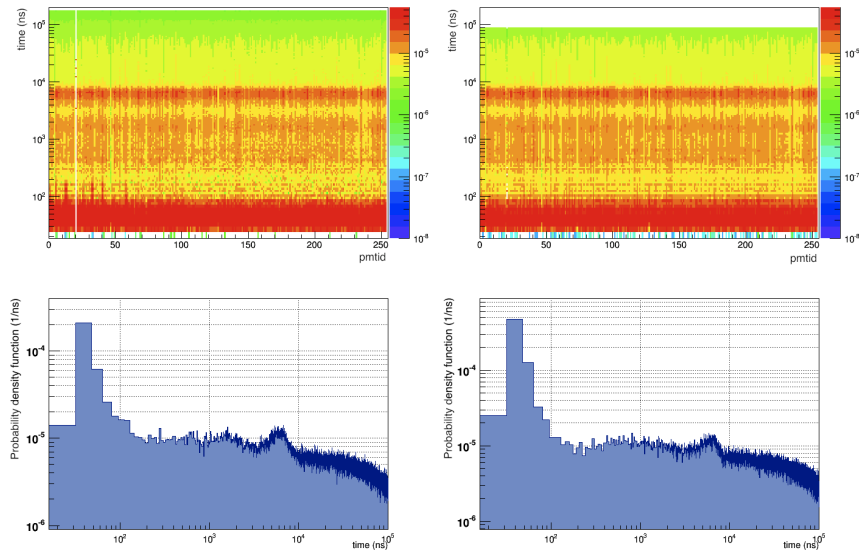 time (ns)
10⁵
10⁴
10³
10²
0 50 100 150 200 250
pmtid
10⁻⁵
10⁻⁶
10⁻⁷
10⁻⁸
time (ns)
10⁵
10⁴
10³
10²
0 50 100 150 200 250
pmtid
10⁻⁵
10⁻⁶
10⁻⁷
10⁻⁸
Probability density function (1/ns)
10⁻⁴
10⁻⁵
10⁻⁶
10² 10³ 10⁴ 10⁵
time (ns)
Probability density function (1/ns)
10⁻⁴
10⁻⁵
10⁻⁶
10² 10³ 10⁴ 10⁵
time (ns)